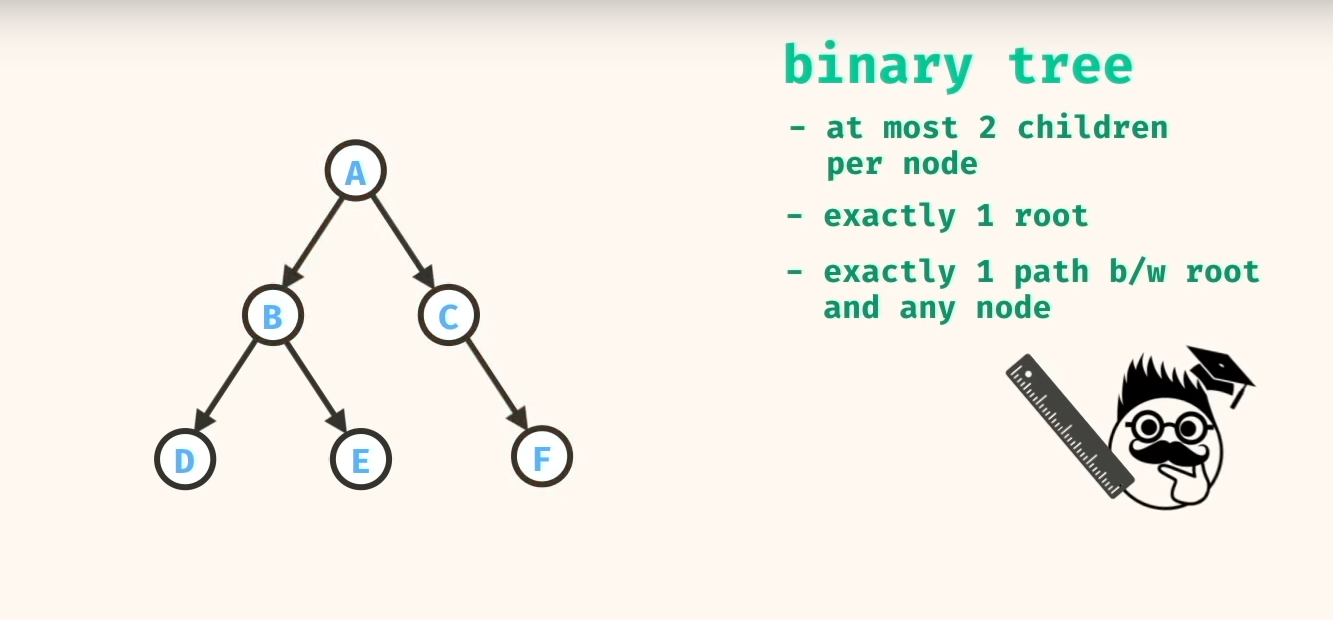 binary tree
- at most 2 children
per node
- exactly 1 root
- exactly 1 path b/w root
and any node
A
B
C
D
E
F